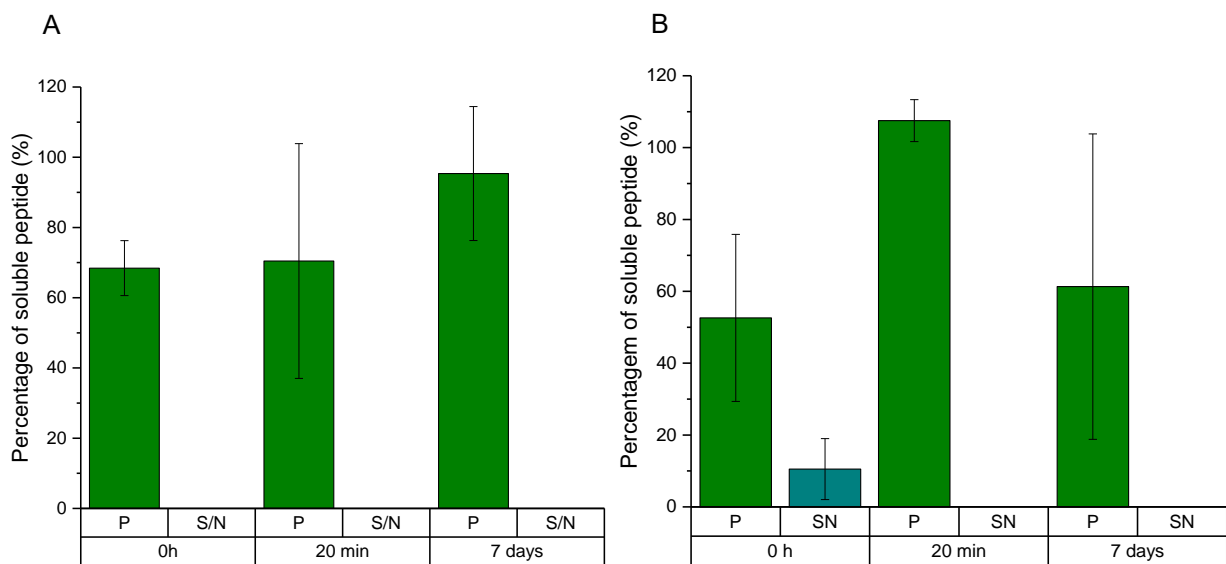 A
Percentage of soluble peptide (%)
120
100
80
60
40
20
0
P S/N P S/N P S/N
0h 20 min 7 days
B
Percentagem of soluble peptide (%)
120
100
80
60
40
20
0
P SN P SN P SN
0 h 20 min 7 days